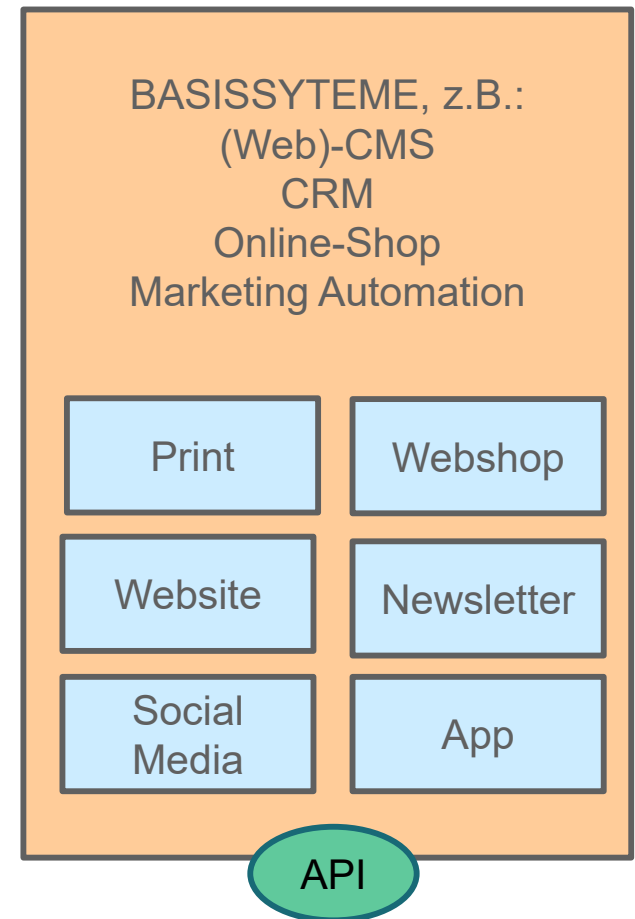 BASISSYTEME, z.B.:
(Web)-CMS
CRM
Online-Shop
Marketing Automation
Print
Webshop
Website
Newsletter
Social
Media
App
API